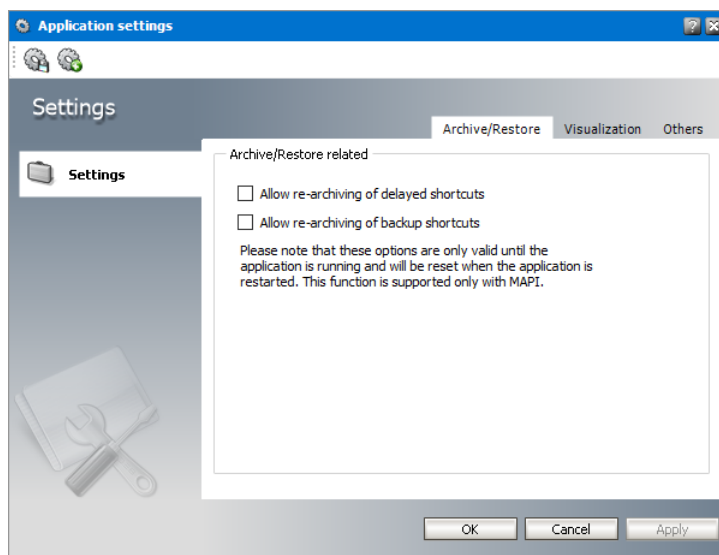 Application settings
Settings
Archive/Restore Visualization Others
Settings
Archive/Restore related
Allow re-archiving of delayed shortcuts
Allow re-archiving of backup shortcuts
Please note that these options are only valid until the
application is running and will be reset when the application is
restarted. This function is supported only with MAPI.
OK Cancel Apply